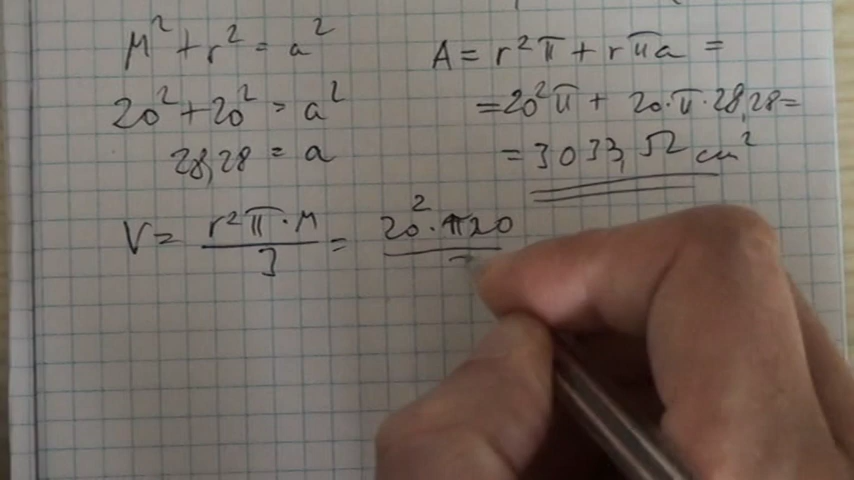 M² + r² = a²
20² + 20² = a²
28,28 = a
A = r²π + rπa =
= 20²π + 20·π·28,28 =
= 3033,52 cm²
V = r²π·M / 3 = 20²·π20